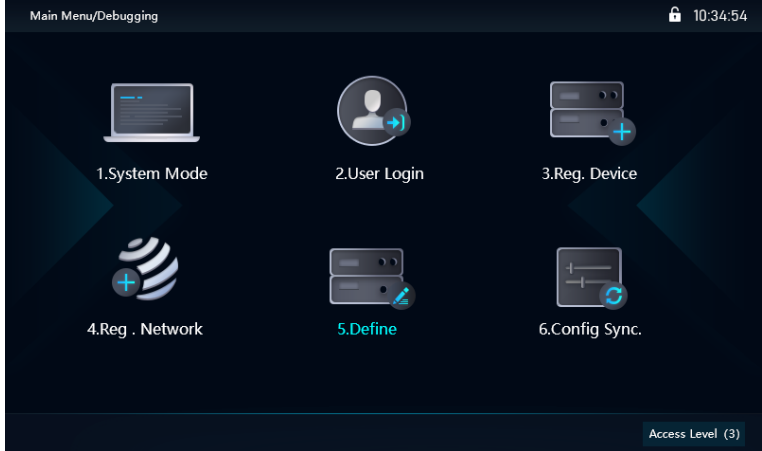 Main Menu/Debugging
10:34:54
1.System Mode
2.User Login
3.Reg. Device
4.Reg . Network
5.Define
6.Config Sync.
Access Level (3)